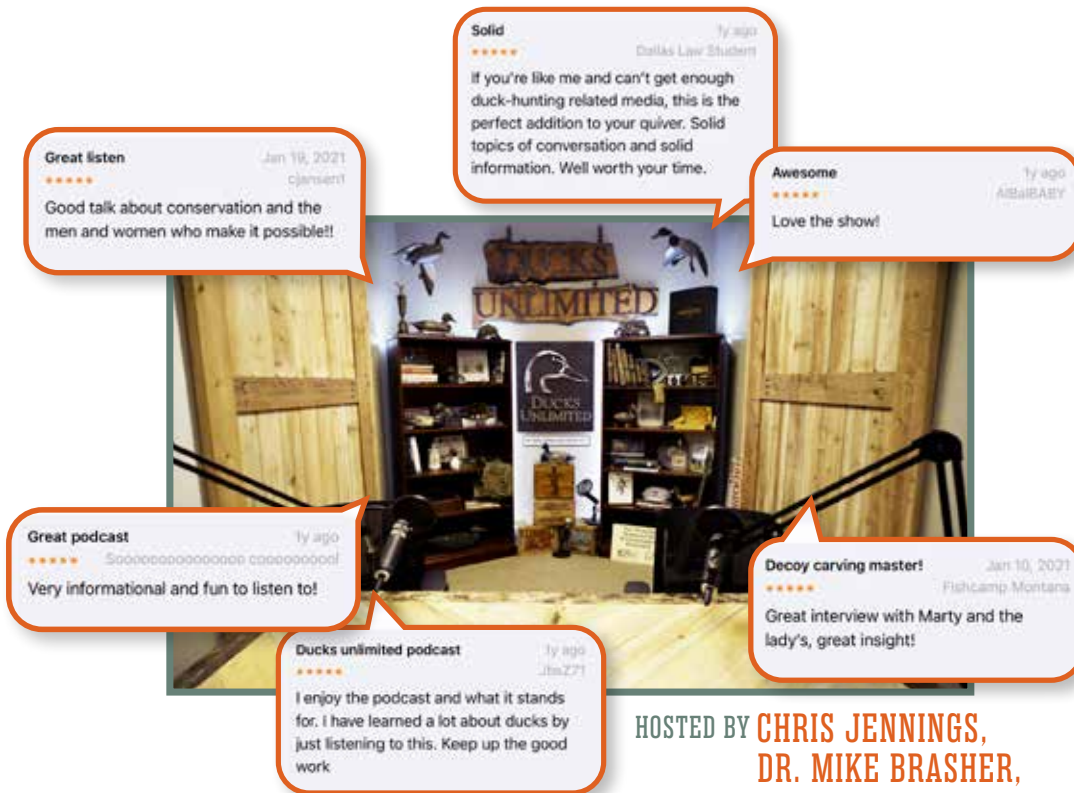 Solid 1y ago
Dallas Law Student
If you're like me and can't get enough
duck-hunting related media, this is the
perfect addition to your quiver. Solid
topics of conversation and solid
information. Well worth your time.
Great listen Jan 19, 2021
cjansen1
Good talk about conservation and the
men and women who make it possible!!
Awesome 1y ago
Love the show!
DUCKS
UNLIMITED
DUCKS
UNLIMITED
Great podcast 1y ago
Very informational and fun to listen to!
Decoy carving master! Jan 10, 2021
Fishcamp Montana
Great interview with Marty and the
lady's, great insight!
Ducks unlimited podcast 1y ago
JbsZ71
I enjoy the podcast and what it stands
for. I have learned a lot about ducks by
just listening to this. Keep up the good
work
HOSTED BY CHRIS JENNINGS,
DR. MIKE BRASHER,